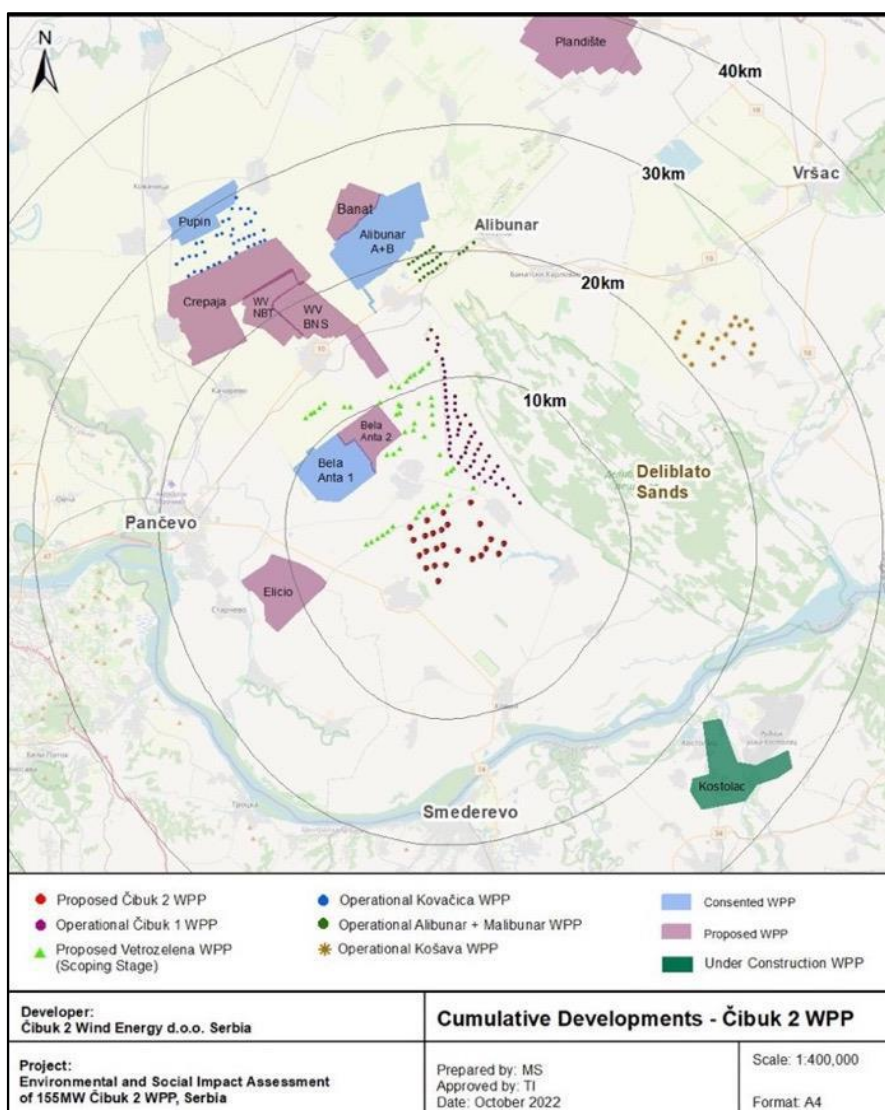 N
Plandište
40km
30km
Vršac
Pupin
Banat
Alibunar
A+B
Alibunar
20km
Crepaja
WV
NBT
WV
BNS
10km
Bela
Anta 2
Bela
Anta 1
Deliblato
Sands
Pančevo
Elicio
Kostolac
Smederevo
Proposed Čibuk 2 WPP
Operational Čibuk 1 WPP
Proposed Vetrozelena WPP
(Scoping Stage)
Operational Kovačica WPP
Operational Alibunar + Malibunar WPP
Operational Košava WPP
Consented WPP
Proposed WPP
Under Construction WPP
Developer:
Čibuk 2 Wind Energy d.o.o. Serbia
Cumulative Developments - Čibuk 2 WPP
Project:
Environmental and Social Impact Assessment
of 155MW Čibuk 2 WPP, Serbia
Prepared by: MS
Approved by: TI
Date: October 2022
Scale: 1:400,000
Format: A4